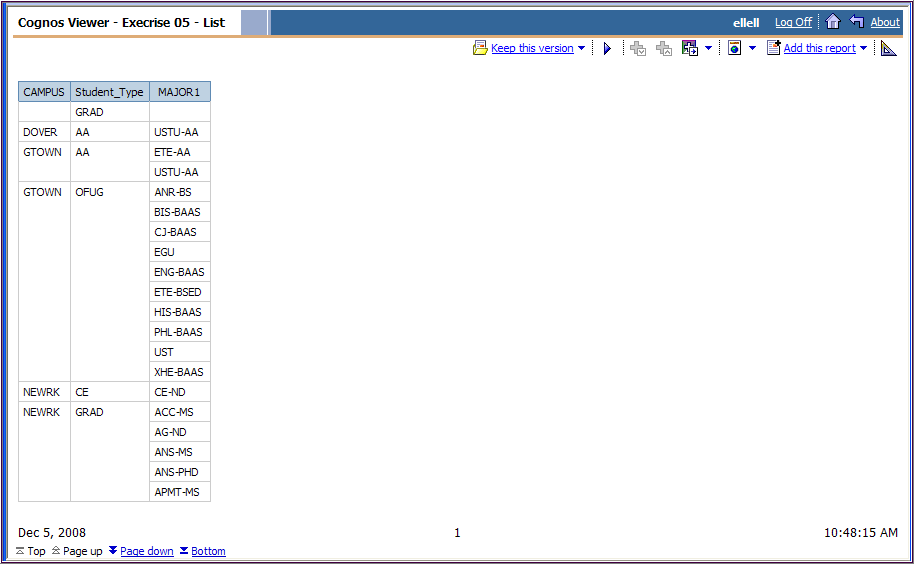 Cognos Viewer - Execrise 05 - List ellell Log Off About
Keep this version Add this report
CAMPUS Student_Type MAJOR1
GRAD
DOVER AA USTU-AA
GTOWN AA ETE-AA
USTU-AA
GTOWN OFUG ANR-BS
BIS-BAAS
CJ-BAAS
EGU
ENG-BAAS
ETE-BSED
HIS-BAAS
PHL-BAAS
UST
XHE-BAAS
NEWRK CE CE-ND
NEWRK GRAD ACC-MS
AG-ND
ANS-MS
ANS-PHD
APMT-MS
Dec 5, 2008 1 10:48:15 AM
Top Page up Page down Bottom